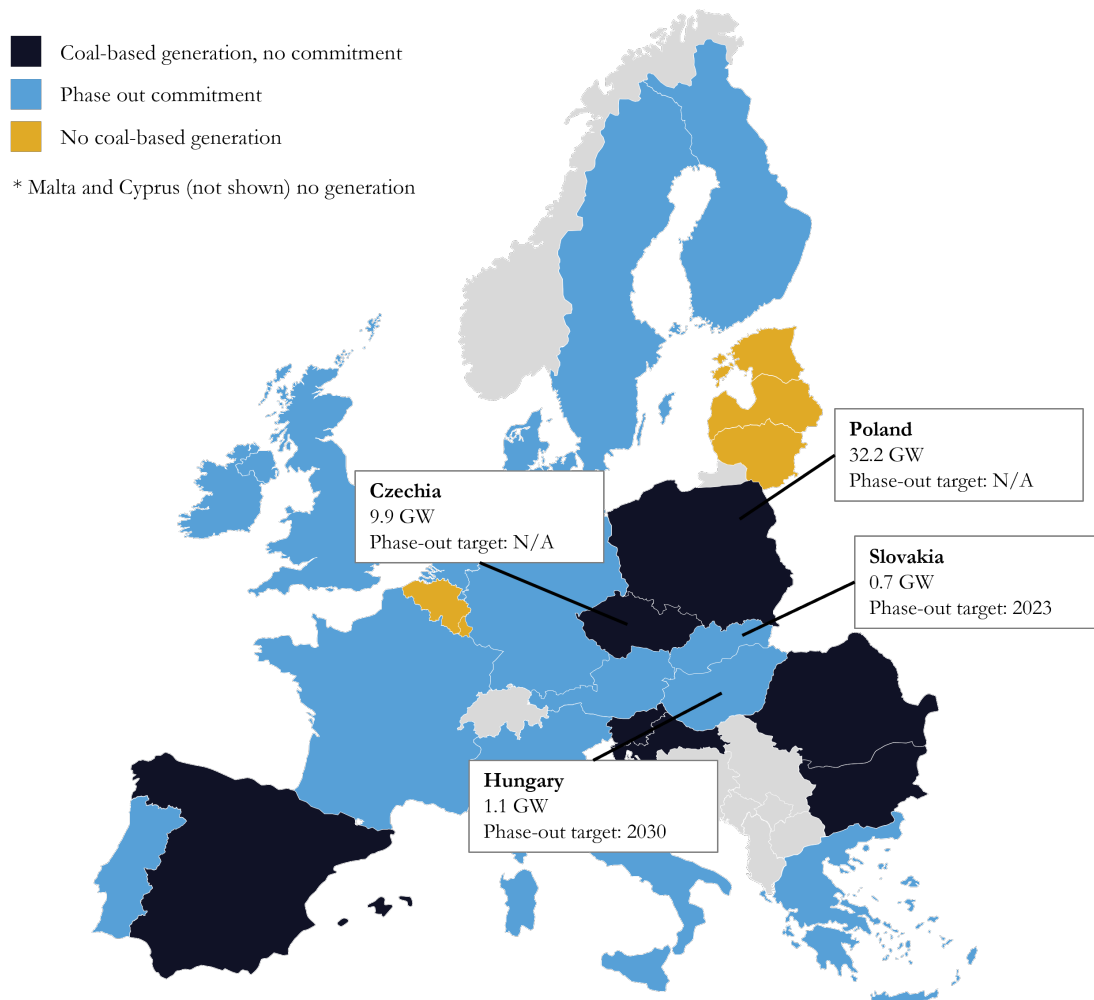 Coal-based generation, no commitment
Phase out commitment
No coal-based generation
* Malta and Cyprus (not shown) no generation
Poland
32.2 GW
Phase-out target: N/A
Czechia
9.9 GW
Phase-out target: N/A
Slovakia
0.7 GW
Phase-out target: 2023
Hungary
1.1 GW
Phase-out target: 2030